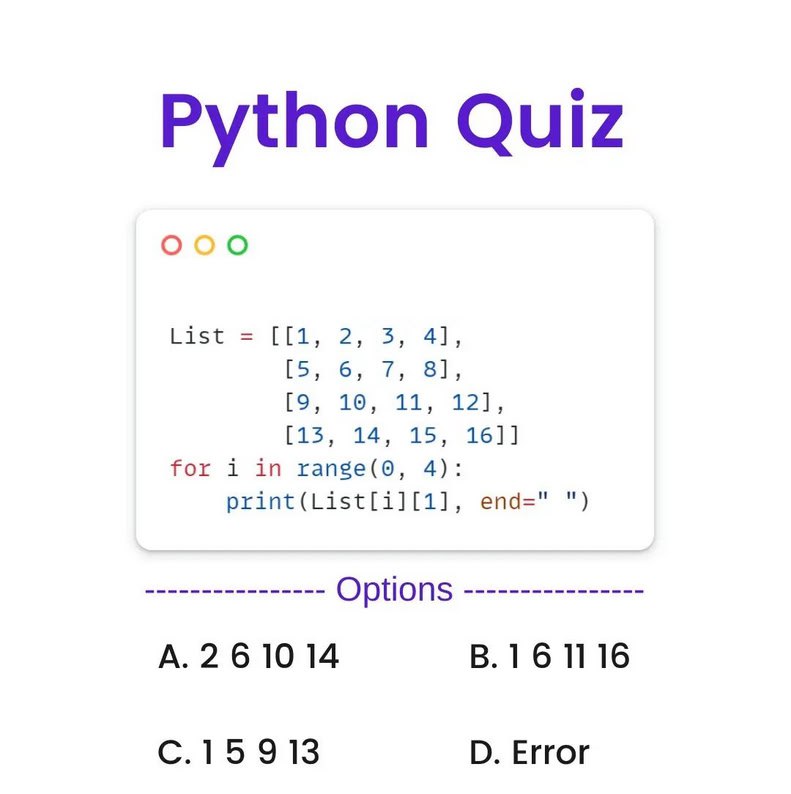 Python Quiz
List = [[1, 2, 3, 4],
        [5, 6, 7, 8],
        [9, 10, 11, 12],
        [13, 14, 15, 16]]
for i in range(0, 4):
    print(List[i][1], end=" ")
---------------- Options ----------------
A. 2 6 10 14 B. 1 6 11 16
C. 1 5 9 13 D. Error